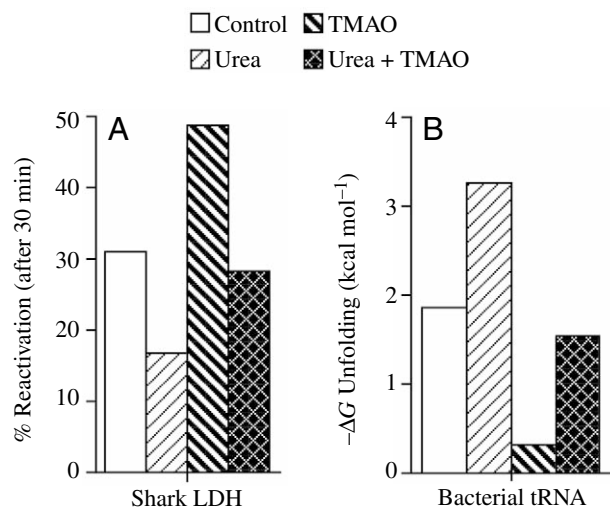 Control TMAO
Urea Urea + TMAO
A
50
40
30
20
10
0
% Reactivation (after 30 min)
Shark LDH
B
4
3
2
1
0
–ΔG Unfolding (kcal mol⁻¹)
Bacterial tRNA